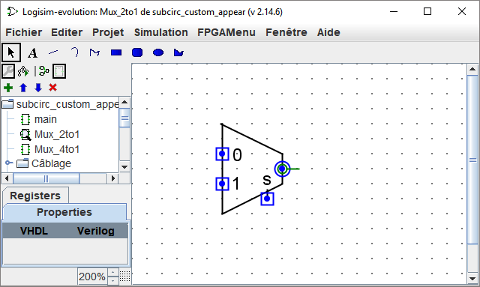 Logisim-evolution: Mux_2to1 de subcirc_custom_appear (v 2.14.6)
Fichier Editer Projet Simulation FPGAMenu Fenêtre Aide
A
subcirc_custom_appe
main
Mux_2to1
Mux_4to1
Câblage
Registers
Properties
VHDL Verilog
200%
0
1
s